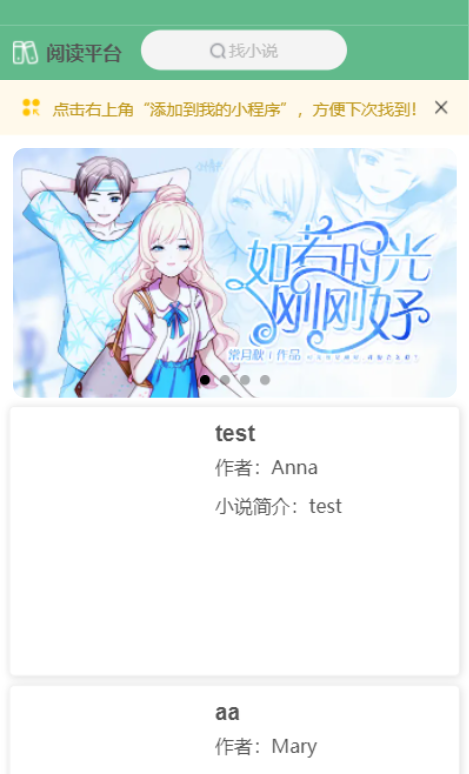 阅读平台
找小说
点击右上角“添加到我的小程序”，方便下次找到！
如若时光
刚刚好
常月秋 | 作品
test
作者：Anna
小说简介：test
aa
作者：Mary